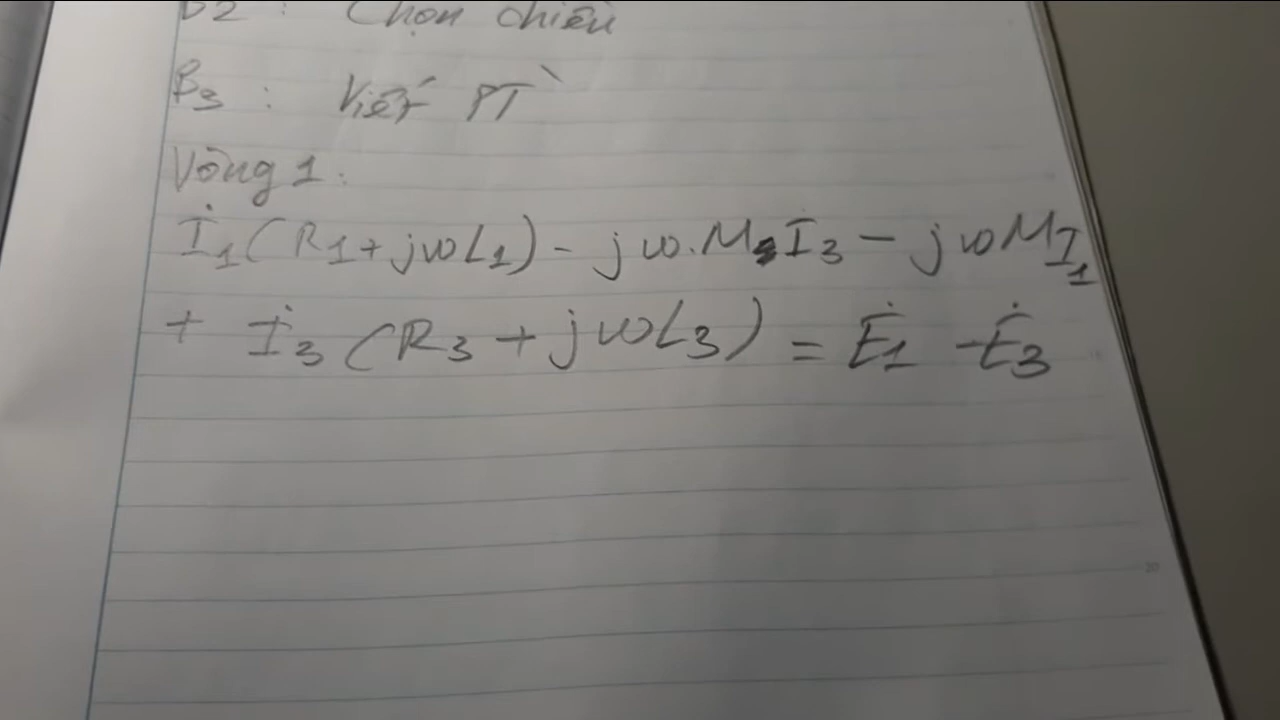 B2 : Chọn chiều
B3 : Viết PT
Vòng 1:
İ1(R1+jωL1) - jω.M İ3 - jωMİ1
+ İ3(R3+jωL3) = Ė1 - Ė3